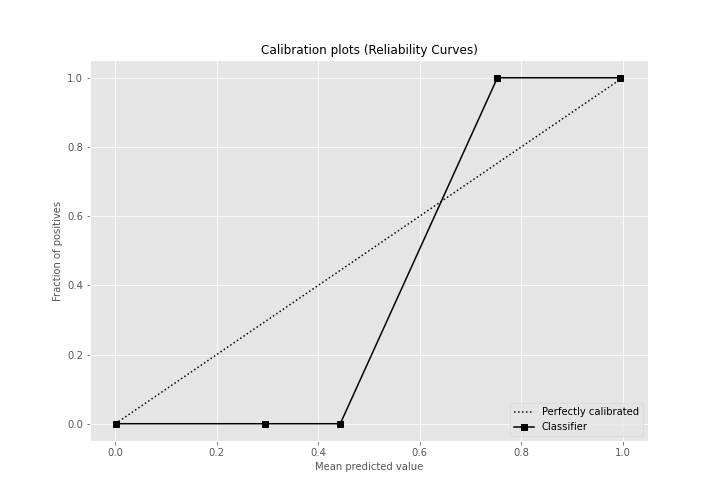 Calibration plots (Reliability Curves)
1.0
0.8
0.6
0.4
0.2
0.0
Fraction of positives
0.0 0.2 0.4 0.6 0.8 1.0
Mean predicted value
Perfectly calibrated
Classifier